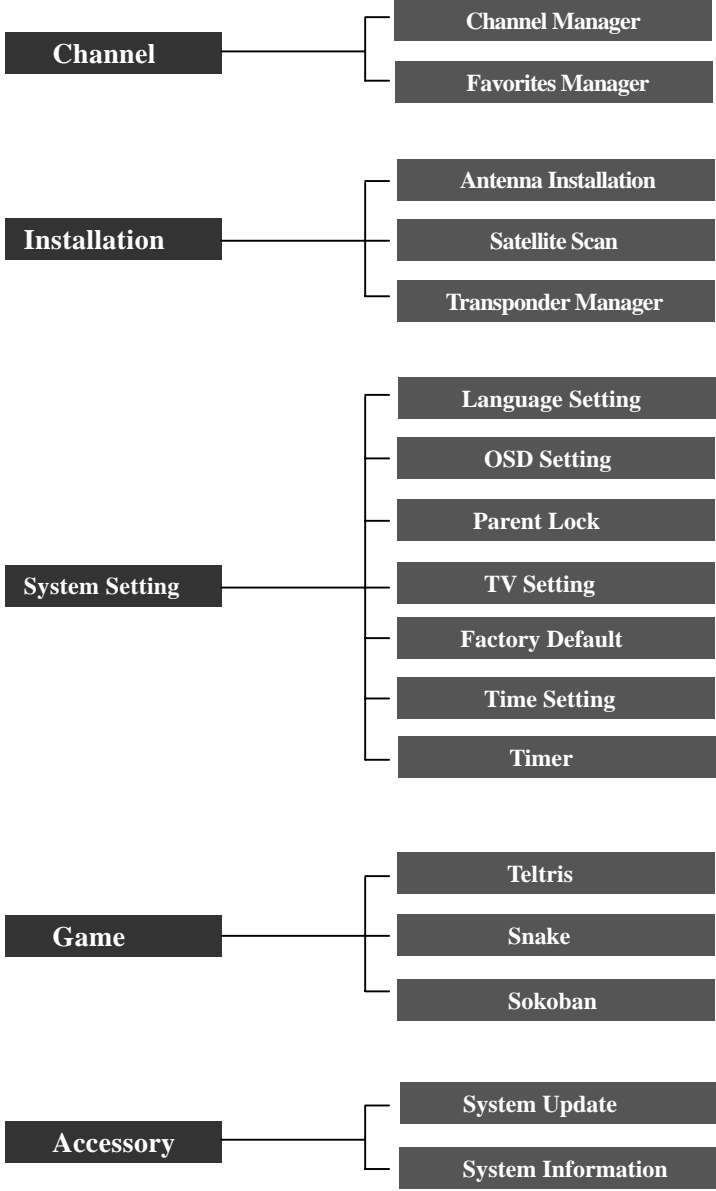 Channel
Channel Manager
Favorites Manager
Installation
Antenna Installation
Satellite Scan
Transponder Manager
System Setting
Language Setting
OSD Setting
Parent Lock
TV Setting
Factory Default
Time Setting
Timer
Game
Teltris
Snake
Sokoban
Accessory
System Update
System Information